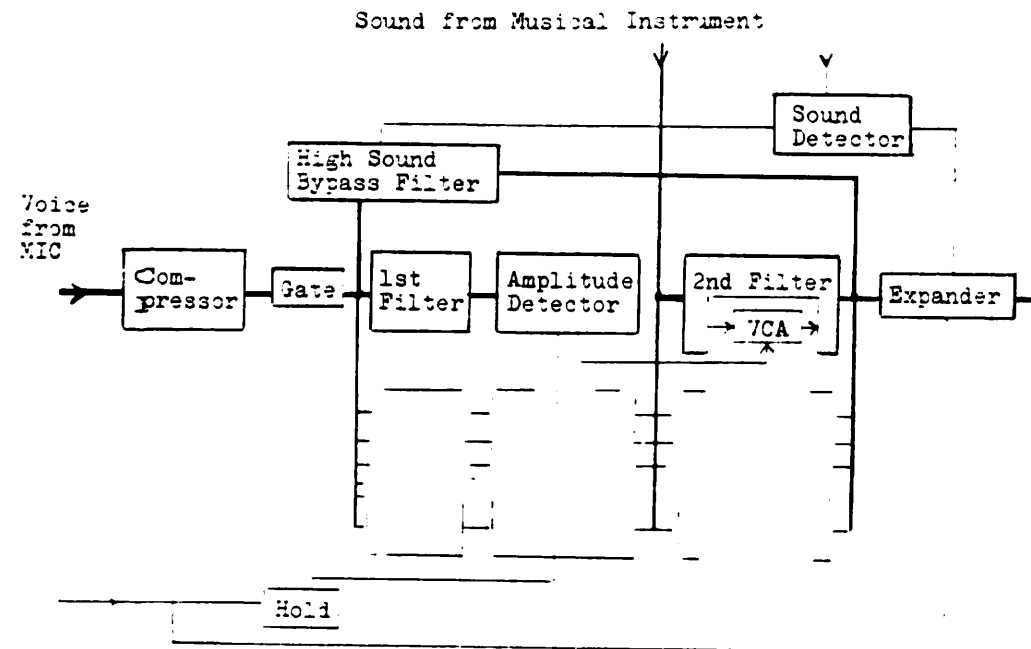 Sound from Musical Instrument
Sound
Detector
High Sound
Bypass Filter
Voice
from
MIC
Com-
pressor
Gate
1st
Filter
Amplitude
Detector
2nd Filter
VCA
Expander
Hold